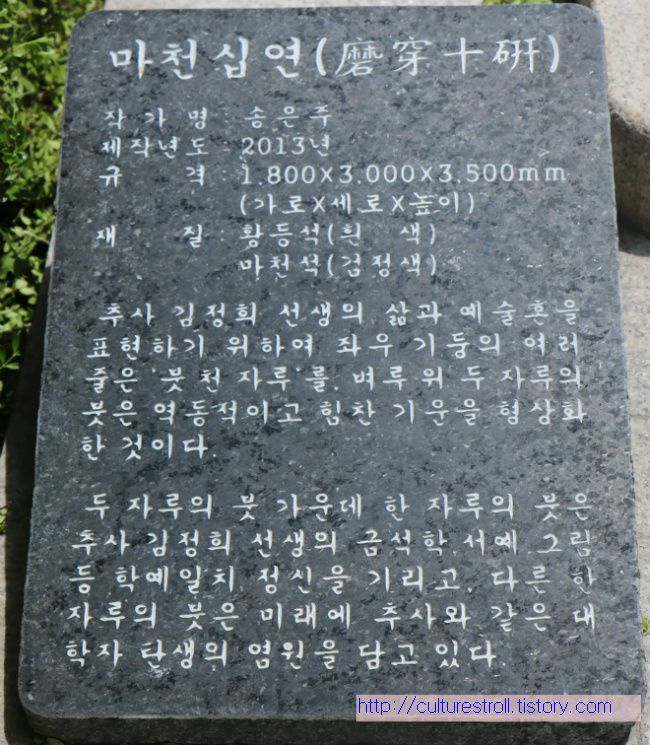 마천십연(磨穿十硏)
작 가 명 : 송은주
제작년도 : 2013년
규 격 : 1,800X3,000X3,500mm
(가로X세로X높이)
재 질 : 황등석(흰 색)
마천석(검정색)
추사 김정희 선생의 삶과 예술혼을
표현하기 위하여 좌우 기둥의 여러
줄은 '붓 천 자루'를, 벼루위 두 자루의
붓은 역동적이고 힘찬 기운을 형상화
한 것이다.
두 자루의 붓 가운데 한 자루의 붓은
추사 김정희 선생의 금석학, 서예, 그림
등 학예일치 정신을 기리고, 다른 한
자루의 붓은 미래에 추사와 같은 대
학자 탄생의 염원을 담고 있다.
http://culturestroll.tistory.com